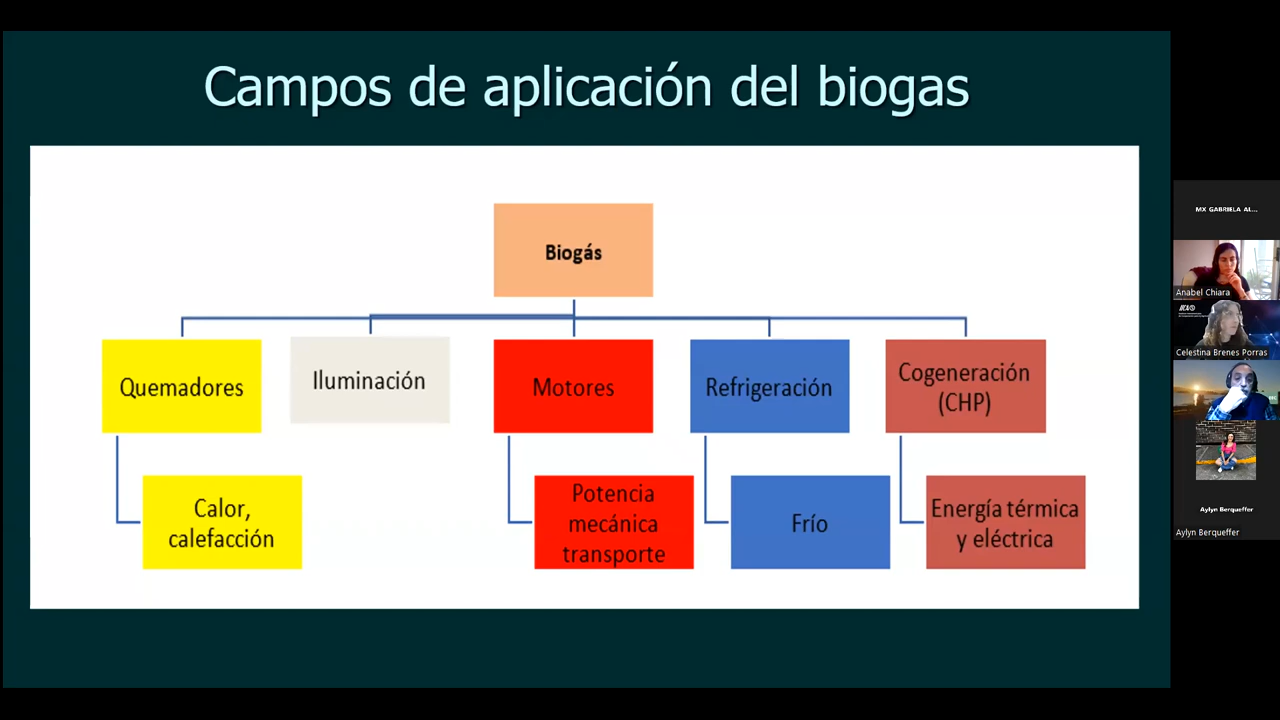 Campos de aplicación del biogas
Biogás
Quemadores
Iluminación
Motores
Refrigeración
Cogeneración
(CHP)
Calor,
calefacción
Potencia
mecánica
transporte
Frío
Energía térmica
y eléctrica
MX GABRIELA AL...
Anabel Chiara
Celestina Brenes Porras
Aylyn Berqueffer
Aylyn Berqueffer